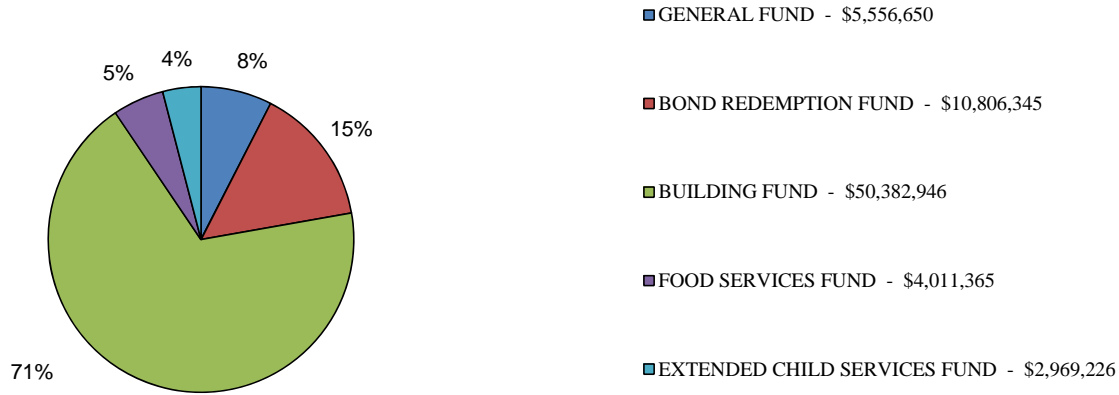 GENERAL FUND - $5,556,650
4%
8%
5%
BOND REDEMPTION FUND - $10,806,345
15%
BUILDING FUND - $50,382,946
FOOD SERVICES FUND - $4,011,365
71%
EXTENDED CHILD SERVICES FUND - $2,969,226